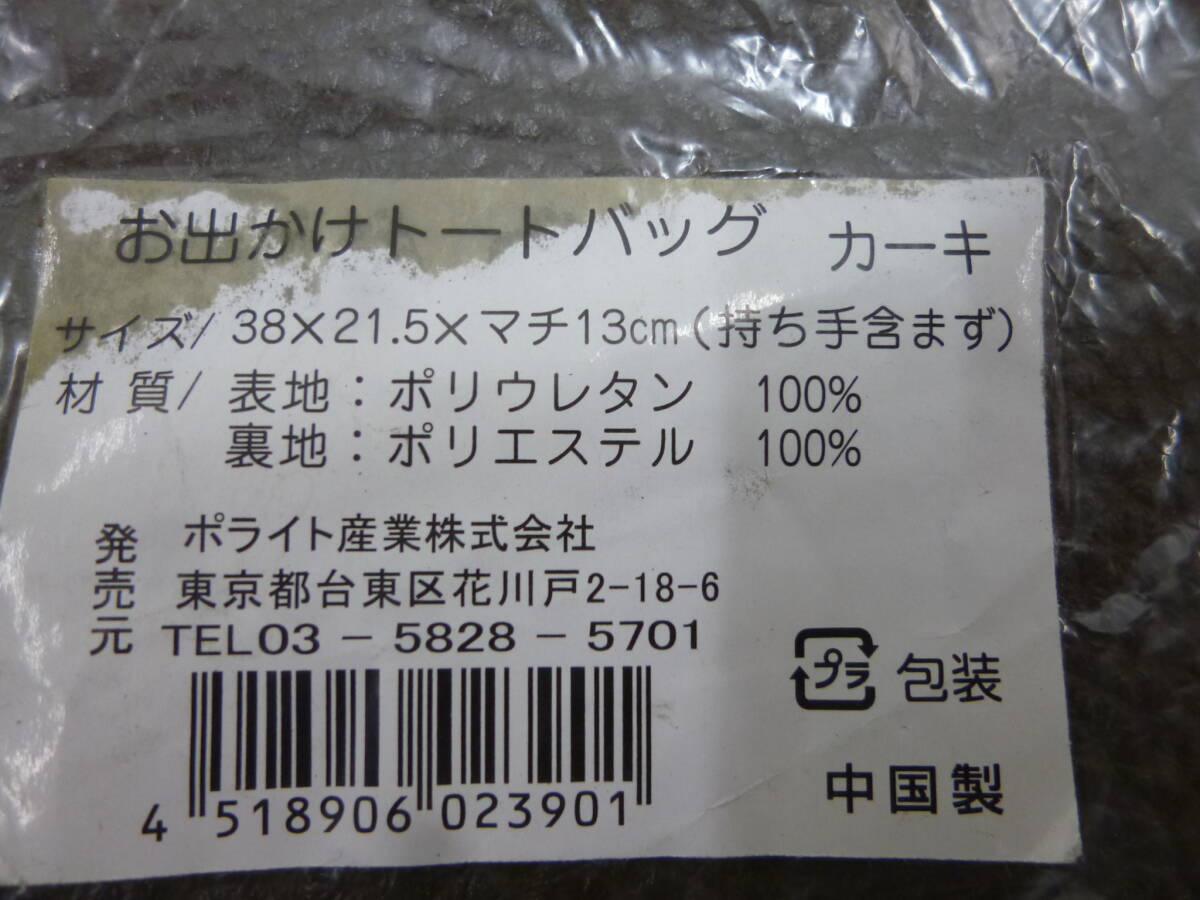 お出かけトートバッグ　カーキ
サイズ/ 38×21.5×マチ13cm(持ち手含まず)
材 質/ 表地：ポリウレタン　100%
裏地：ポリエステル　100%
発売元
ポライト産業株式会社
東京都台東区花川戸2-18-6
TEL03－5828－5701
プラ 包装
中国製
4 518906 023901